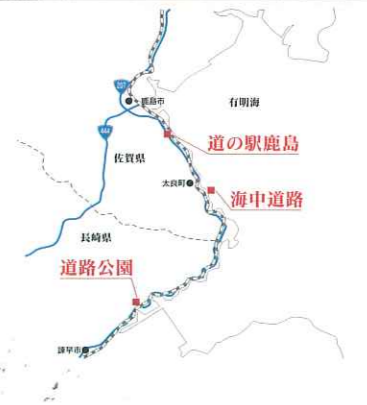 207
鹿島市
有明海
444
道の駅鹿島
佐賀県
太良町
海中道路
長崎県
道路公園
諫早市